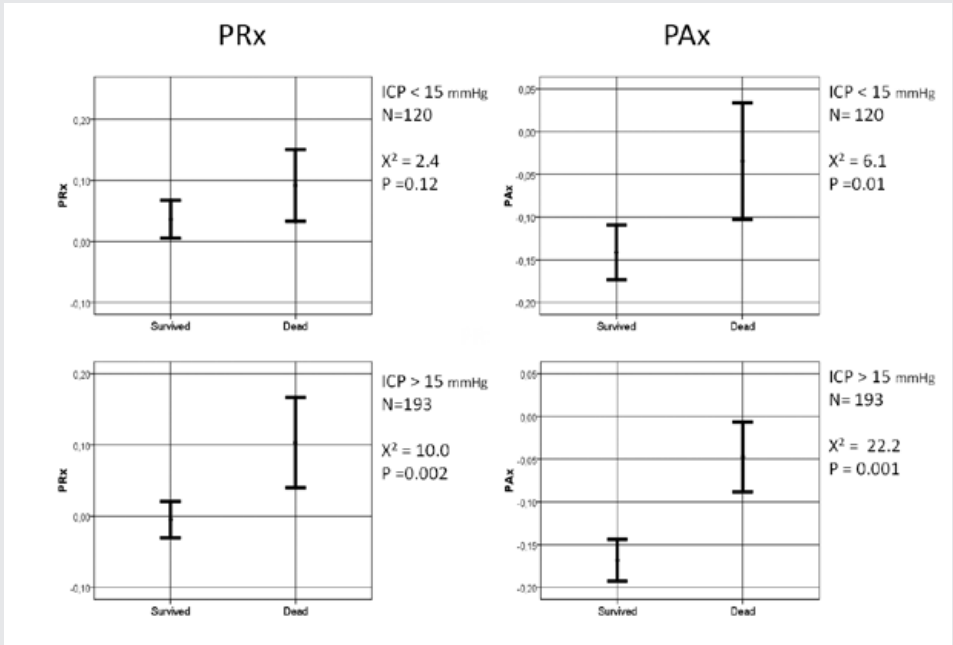 PRx
PAx
ICP < 15 mmHg
N=120
X² = 2.4
P =0.12
0,20
0,10
0,00
-0,10
PRx
Survived
Dead
ICP < 15 mmHg
N= 120
X² = 6.1
P =0.01
0,05
0,00
-0,05
-0,10
-0,15
-0,20
PAx
Survived
Dead
ICP > 15 mmHg
N=193
X² = 10.0
P =0.002
0,20
0,10
0,00
-0,10
PRx
Survived
Dead
ICP > 15 mmHg
N= 193
X² = 22.2
P = 0.001
0,05
0,00
-0,05
-0,10
-0,15
-0,20
PAx
Survived
Dead